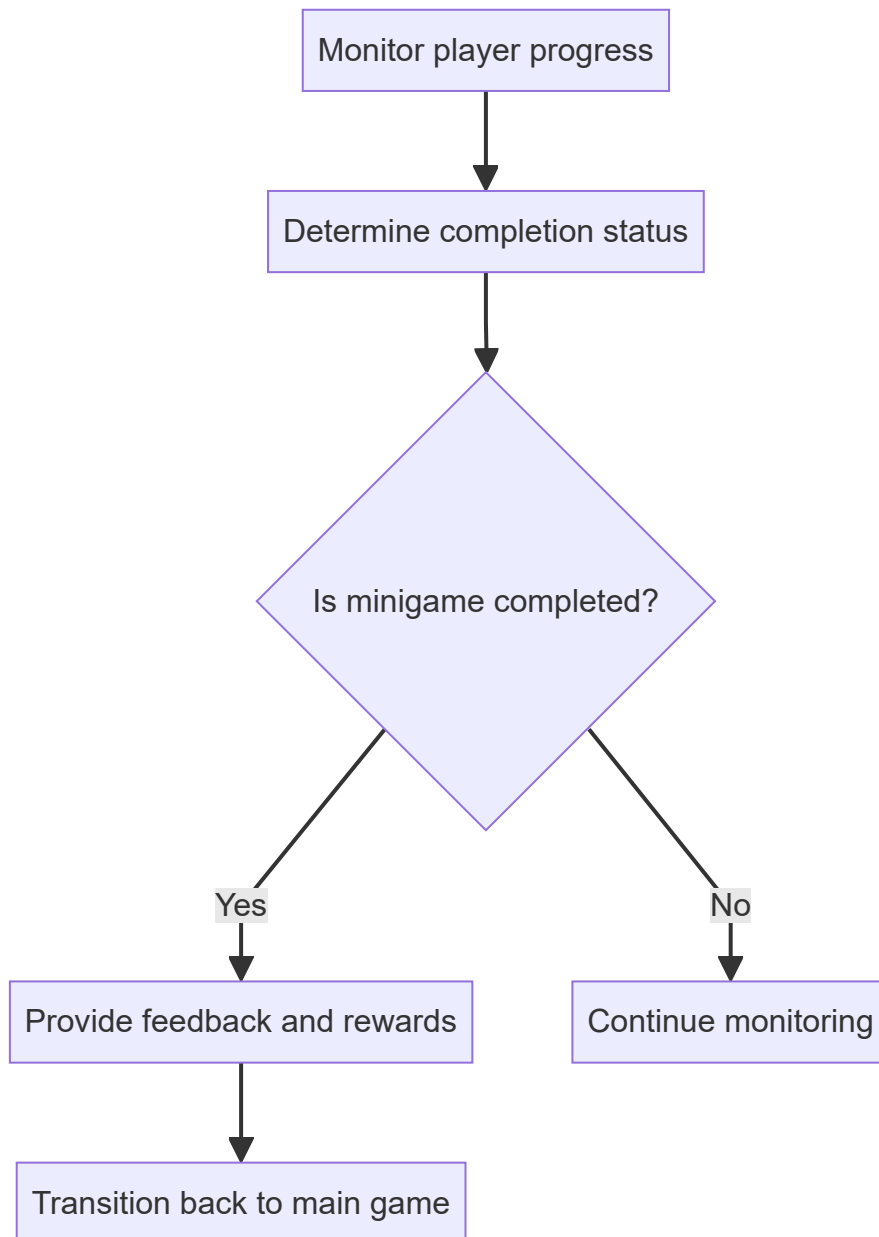 Monitor player progress
Determine completion status
Is minigame completed?
Yes
No
Provide feedback and rewards
Continue monitoring
Transition back to main game